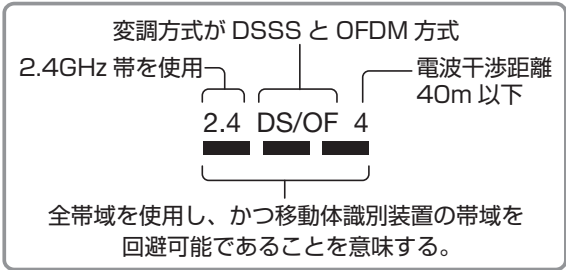 変調方式が DSSS と OFDM 方式
2.4GHz 帯を使用
電波干渉距離
40m 以下
2.4 DS/OF 4
全帯域を使用し、かつ移動体識別装置の帯域を
回避可能であることを意味する。